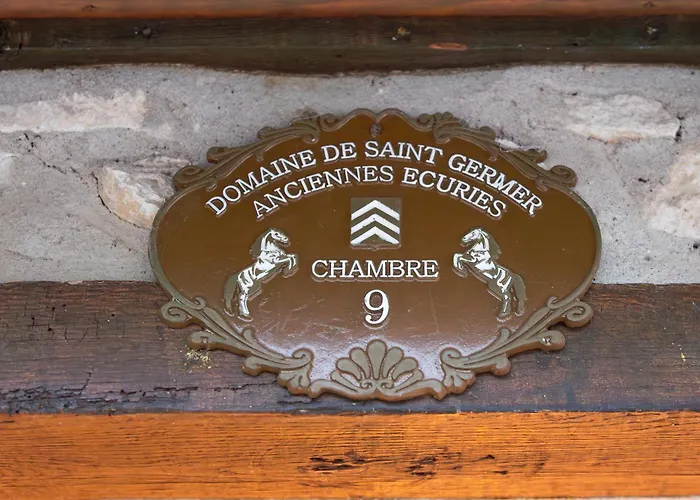 DOMAINE DE SAINT GERMER
ANCIENNES ECURIES
CHAMBRE
9